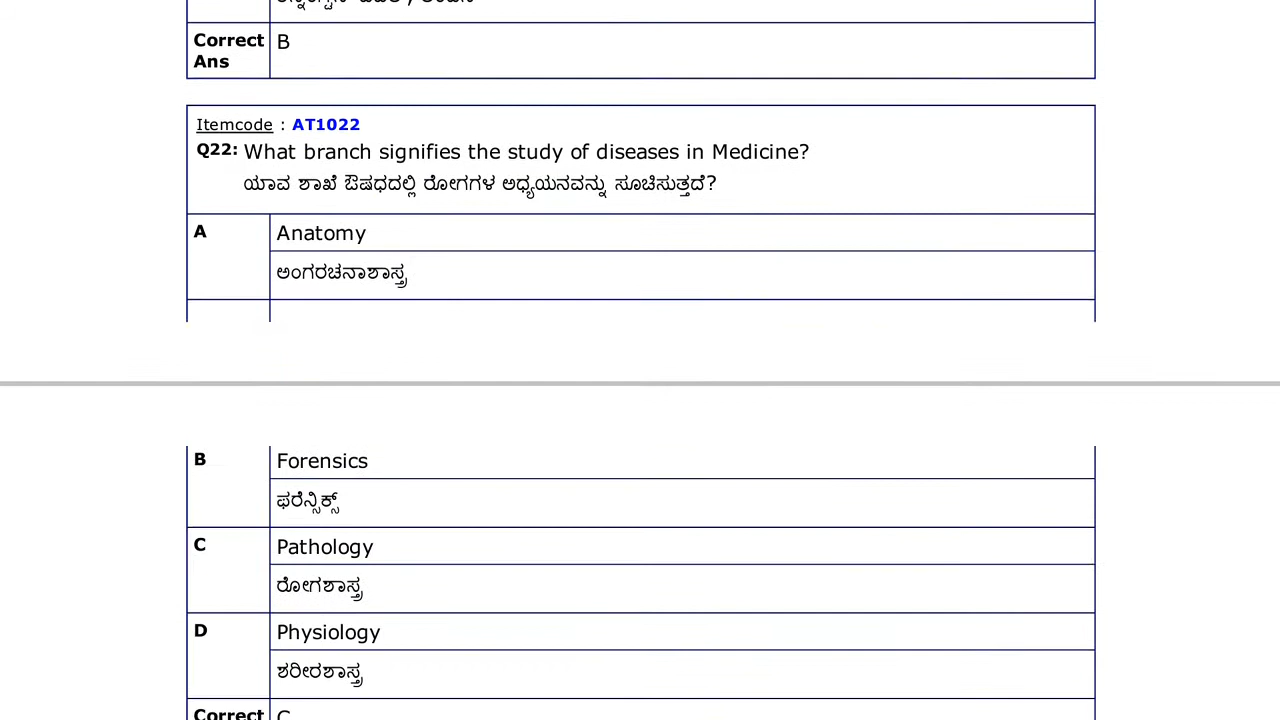 Correct Ans
B
Itemcode : AT1022
Q22: What branch signifies the study of diseases in Medicine?
ಯಾವ ಶಾಖೆ ಔಷಧದಲ್ಲಿ ರೋಗಗಳ ಅಧ್ಯಯನವನ್ನು ಸೂಚಿಸುತ್ತದೆ?
A Anatomy
ಅಂಗರಚನಾಶಾಸ್ತ್ರ
B Forensics
ಫರೆನ್ಸಿಕ್ಸ್
C Pathology
ರೋಗಶಾಸ್ತ್ರ
D Physiology
ಶರೀರಶಾಸ್ತ್ರ
Correct C